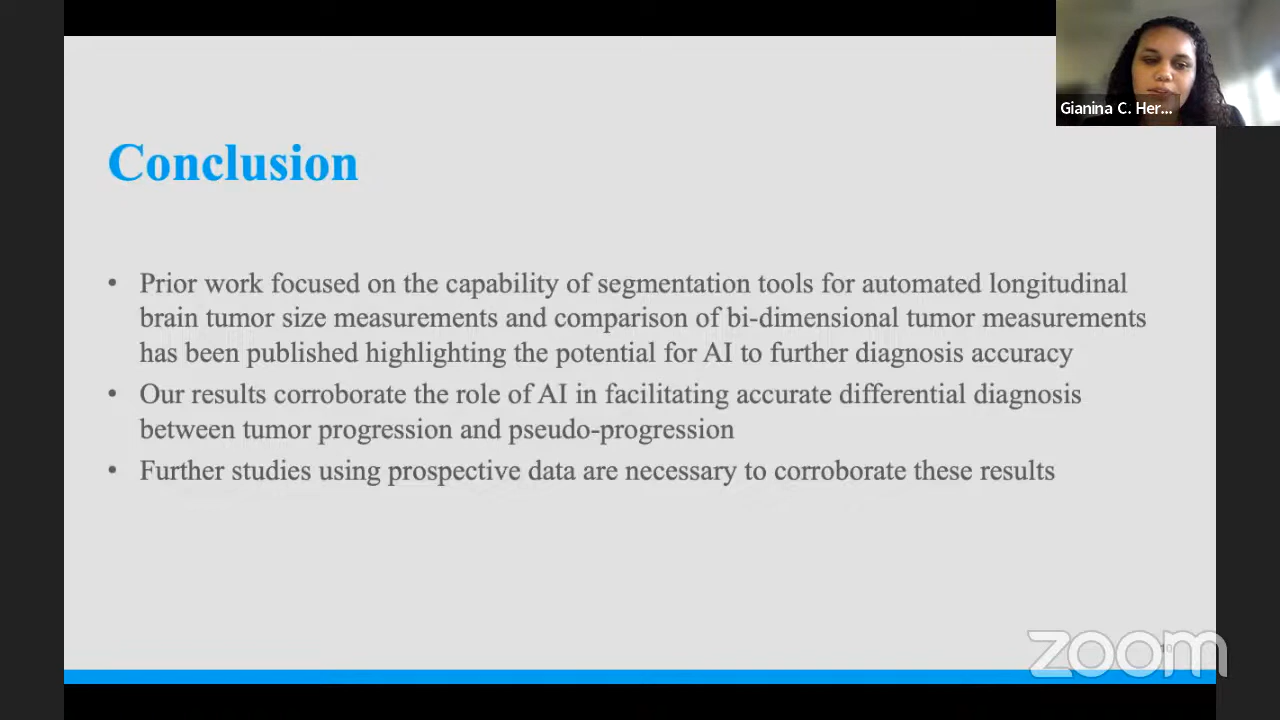 Gianina C. Her...
Conclusion
• Prior work focused on the capability of segmentation tools for automated longitudinal
brain tumor size measurements and comparison of bi-dimensional tumor measurements
has been published highlighting the potential for AI to further diagnosis accuracy
• Our results corroborate the role of AI in facilitating accurate differential diagnosis
between tumor progression and pseudo-progression
• Further studies using prospective data are necessary to corroborate these results
10
zoom